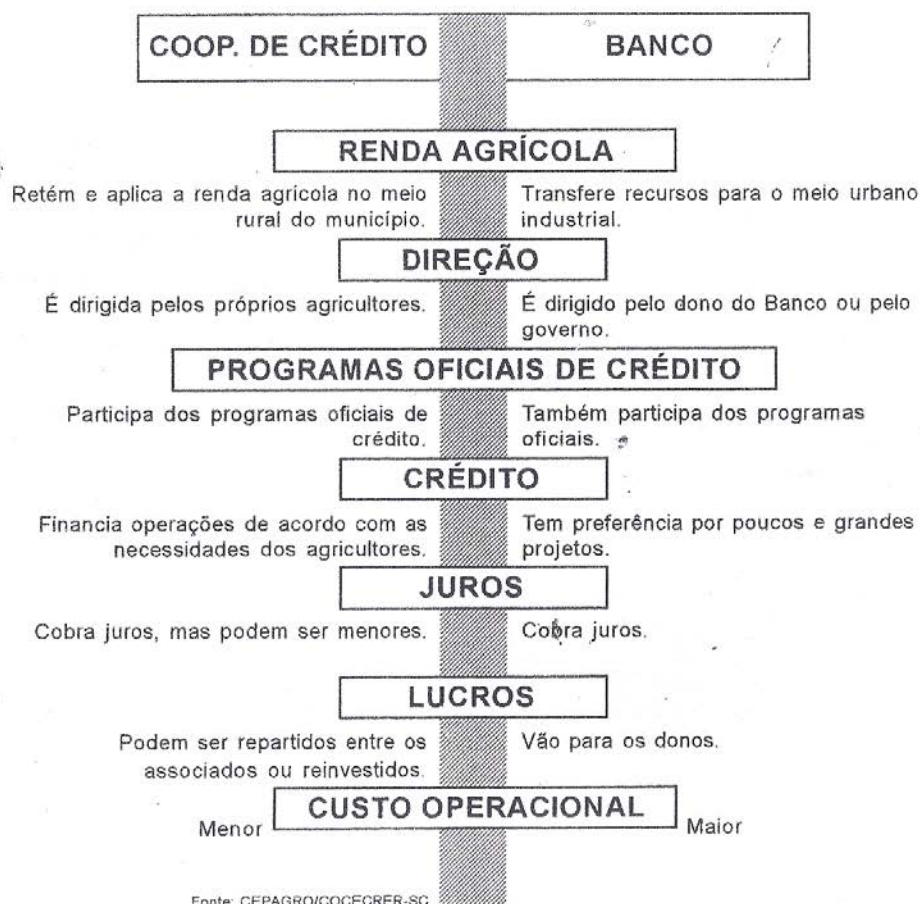 COOP. DE CRÉDITO
BANCO
RENDA AGRÍCOLA
Retém e aplica a renda agrícola no meio
rural do município.
Transfere recursos para o meio urbano
industrial.
DIREÇÃO
É dirigida pelos próprios agricultores.
É dirigido pelo dono do Banco ou pelo
governo.
PROGRAMAS OFICIAIS DE CRÉDITO
Participa dos programas oficiais de
crédito.
Também participa dos programas
oficiais.
CRÉDITO
Financia operações de acordo com as
necessidades dos agricultores.
Tem preferência por poucos e grandes
projetos.
JUROS
Cobra juros, mas podem ser menores.
Cobra juros.
LUCROS
Podem ser repartidos entre os
associados ou reinvestidos.
Vão para os donos.
CUSTO OPERACIONAL
Menor
Maior
Fonte: CEPAGRO/COCECRER-SC